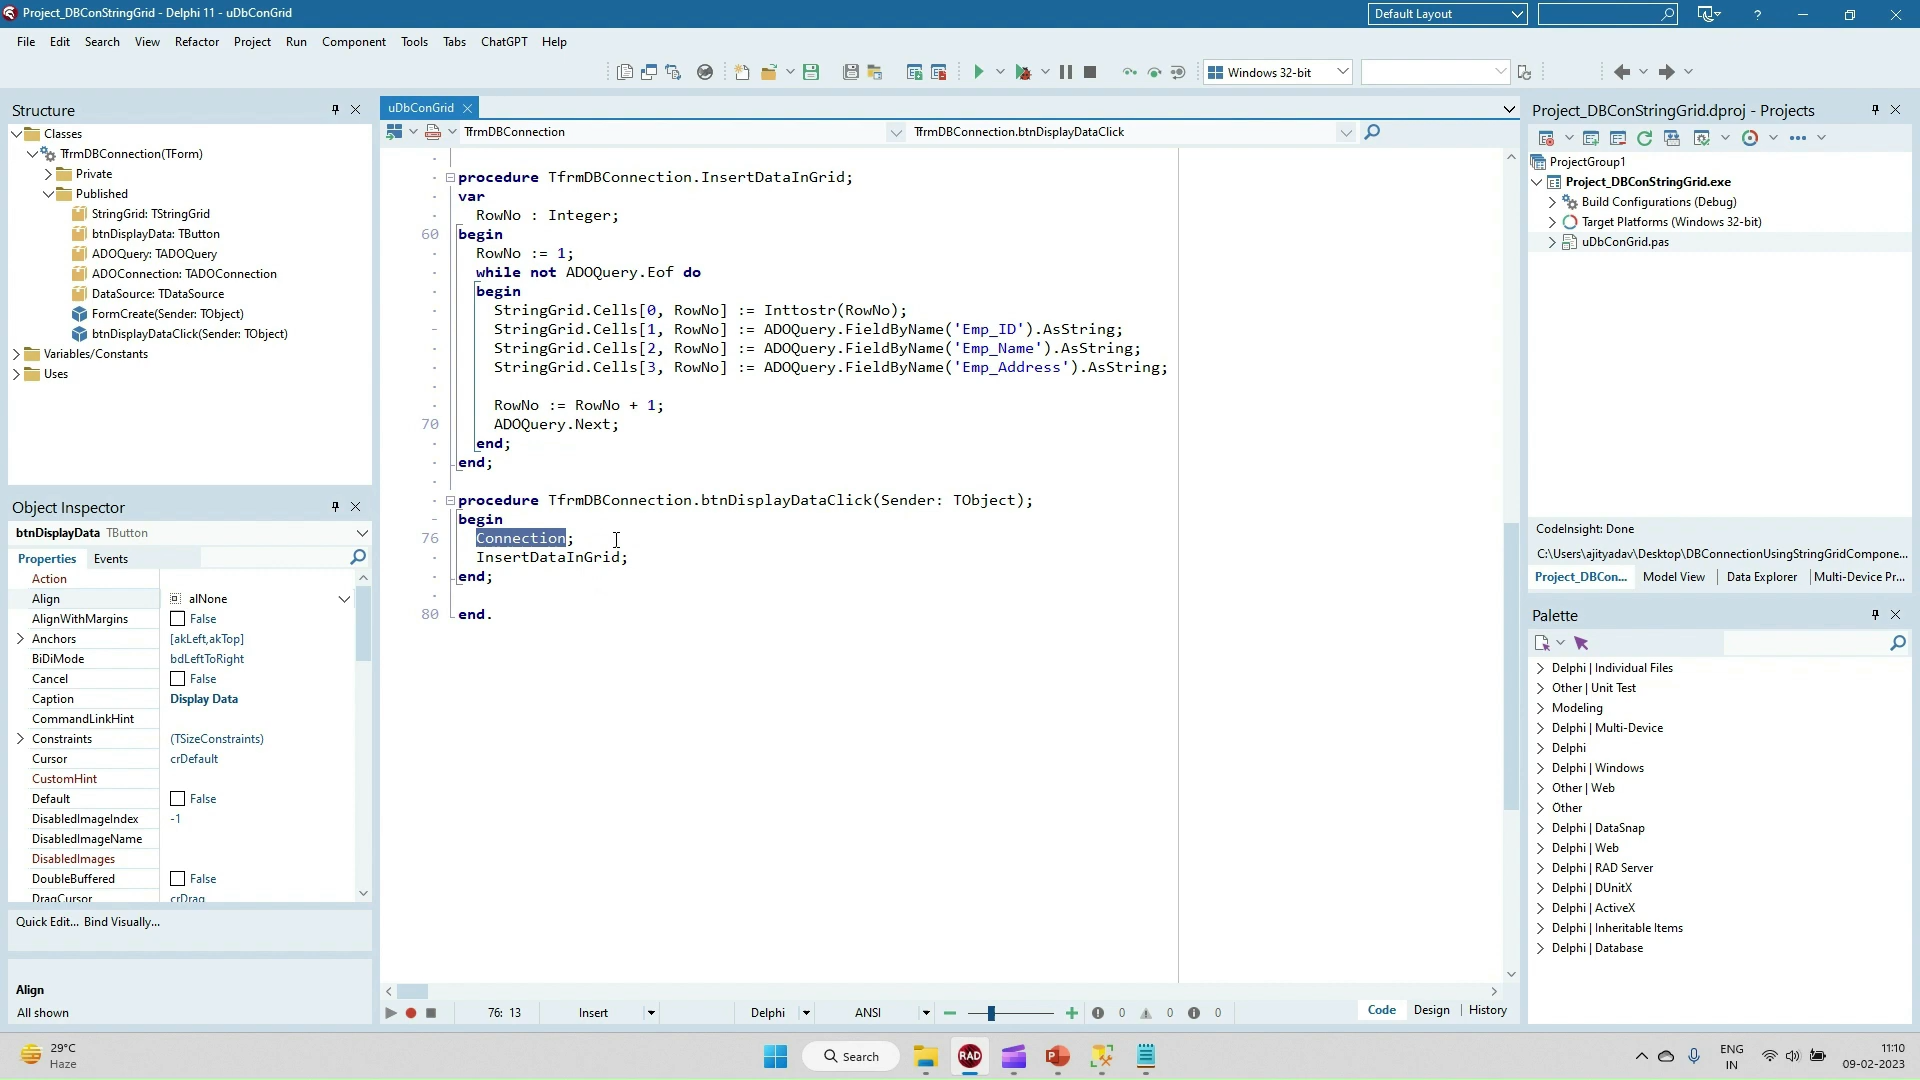 Project_DBConStringGrid - Delphi 11 - uDbConGrid
Default Layout
File Edit Search View Refactor Project Run Component Tools Tabs ChatGPT Help
Windows 32-bit
Structure
Classes
TfrmDBConnection(TForm)
Private
Published
StringGrid: TStringGrid
btnDisplayData: TButton
ADOQuery: TADOQuery
ADOConnection: TADOConnection
DataSource: TDataSource
FormCreate(Sender: TObject)
btnDisplayDataClick(Sender: TObject)
Variables/Constants
Uses
Object Inspector
btnDisplayData TButton
Properties Events
Action
Align alNone
AlignWithMargins False
Anchors [akLeft,akTop]
BiDiMode bdLeftToRight
Cancel False
Caption Display Data
CommandLinkHint
Constraints (TSizeConstraints)
Cursor crDefault
CustomHint
Default False
DisabledImageIndex -1
DisabledImageName
DisabledImages
DoubleBuffered False
DragCursor crDrag
Quick Edit... Bind Visually...
Align
All shown
uDbConGrid
TfrmDBConnection TfrmDBConnection.btnDisplayDataClick
procedure TfrmDBConnection.InsertDataInGrid;
var
RowNo : Integer;
60 begin
RowNo := 1;
while not ADOQuery.Eof do
begin
StringGrid.Cells[0, RowNo] := Inttostr(RowNo);
StringGrid.Cells[1, RowNo] := ADOQuery.FieldByName('Emp_ID').AsString;
StringGrid.Cells[2, RowNo] := ADOQuery.FieldByName('Emp_Name').AsString;
StringGrid.Cells[3, RowNo] := ADOQuery.FieldByName('Emp_Address').AsString;
RowNo := RowNo + 1;
70 ADOQuery.Next;
end;
end;
procedure TfrmDBConnection.btnDisplayDataClick(Sender: TObject);
begin
76 Connection;
InsertDataInGrid;
end;
80 end.
76: 13 Insert Delphi ANSI 0 0 0 Code Design History
Project_DBConStringGrid.dproj - Projects
ProjectGroup1
Project_DBConStringGrid.exe
Build Configurations (Debug)
Target Platforms (Windows 32-bit)
uDbConGrid.pas
CodeInsight: Done
C:\Users\ajityadav\Desktop\DBConnectionUsingStringGridCompone...
Project_DBCon... Model View Data Explorer Multi-Device Pr...
Palette
Delphi | Individual Files
Other | Unit Test
Modeling
Delphi | Multi-Device
Delphi
Delphi | Windows
Other | Web
Other
Delphi | DataSnap
Delphi | Web
Delphi | RAD Server
Delphi | DUnitX
Delphi | ActiveX
Delphi | Inheritable Items
Delphi | Database
29°C
Haze
Search
RAD
ENG
IN
11:10
09-02-2023